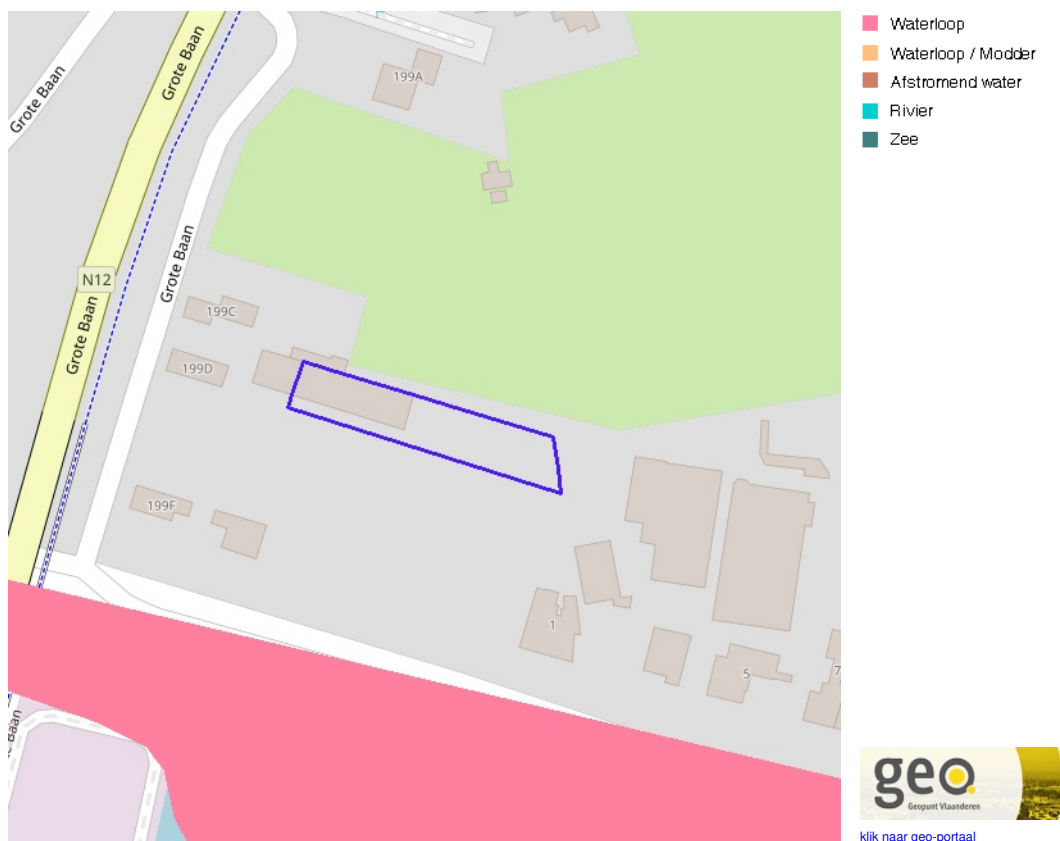 Grote Baan
Grote Baan
199A
N12
Grote Baan
Grote Baan
199C
199D
199F
1
5
7
Baan
Waterloop
Waterloop / Modder
Afstromend water
Rivier
Zee
geo.
Geopunt Vlaanderen
klik naar geo-portaal